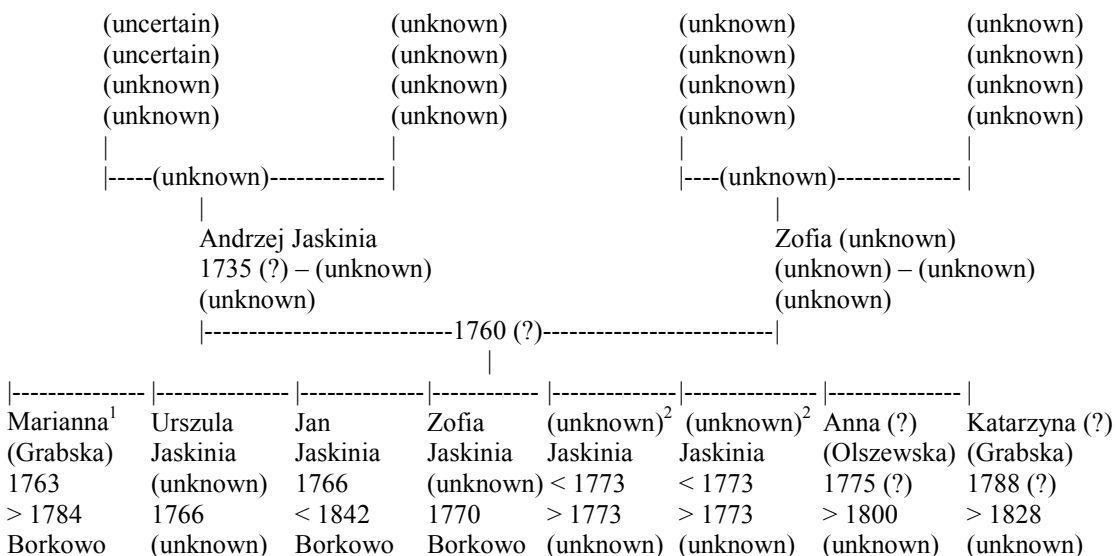 (uncertain) (unknown) (unknown) (unknown)
(uncertain) (unknown) (unknown) (unknown)
(unknown) (unknown) (unknown) (unknown)
(unknown) (unknown) (unknown) (unknown)
| | | |
|-----(unknown)------------- | |----(unknown)-------------- |
| |
Andrzej Jaskinia Zofia (unknown)
1735 (?) – (unknown) (unknown) – (unknown)
(unknown) (unknown)
|----------------------------1760 (?)--------------------------|
|
|--------------- |--------------- |-------------- |------------ |--------------|--------------- |--------------- |
Marianna¹ Urszula Jan Zofia (unknown)² (unknown)² Anna (?) Katarzyna (?)
(Grabska) Jaskinia Jaskinia Jaskinia Jaskinia Jaskinia (Olszewska) (Grabska)
1763 (unknown) 1766 (unknown) < 1773 < 1773 1775 (?) 1788 (?)
> 1784 1766 < 1842 1770 > 1773 > 1773 > 1800 > 1828
Borkowo (unknown) Borkowo Borkowo (unknown) (unknown) (unknown) (unknown)